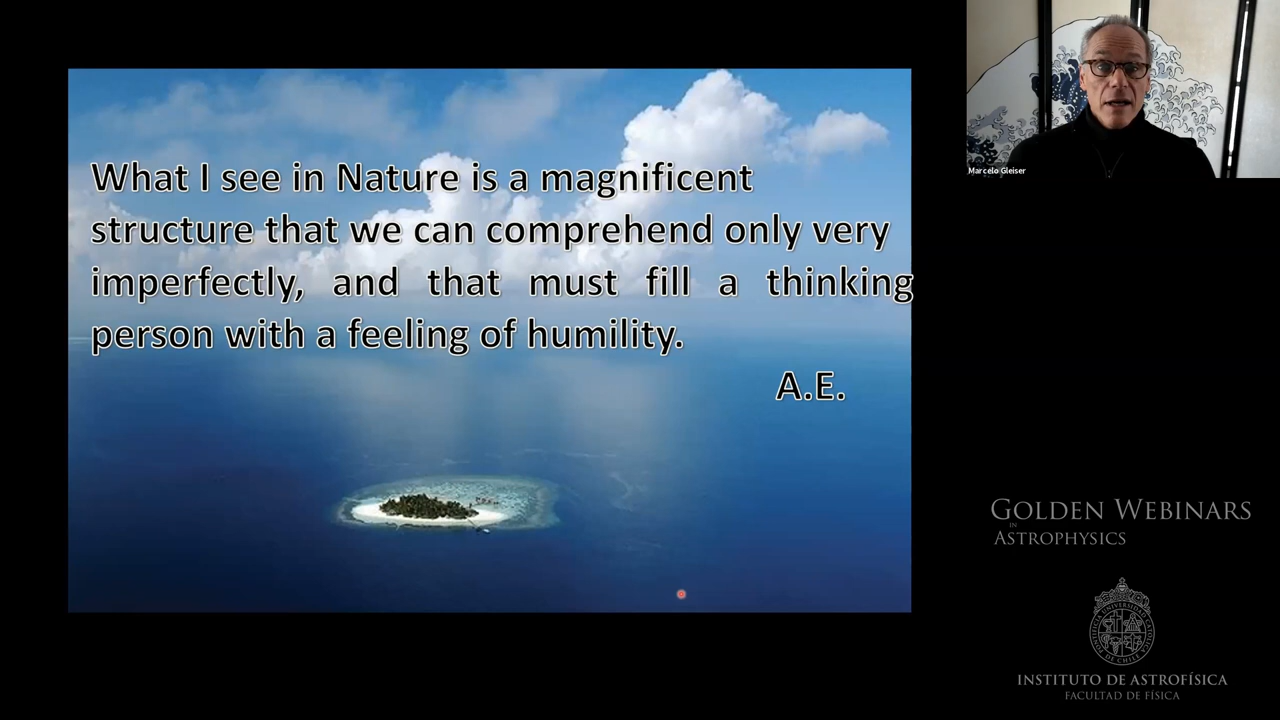 What I see in Nature is a magnificent
structure that we can comprehend only very
imperfectly, and that must fill a thinking
person with a feeling of humility.
A.E.
Marcelo Gleiser
GOLDEN WEBINARS
IN
ASTROPHYSICS
INSTITUTO DE ASTROFÍSICA
FACULTAD DE FÍSICA